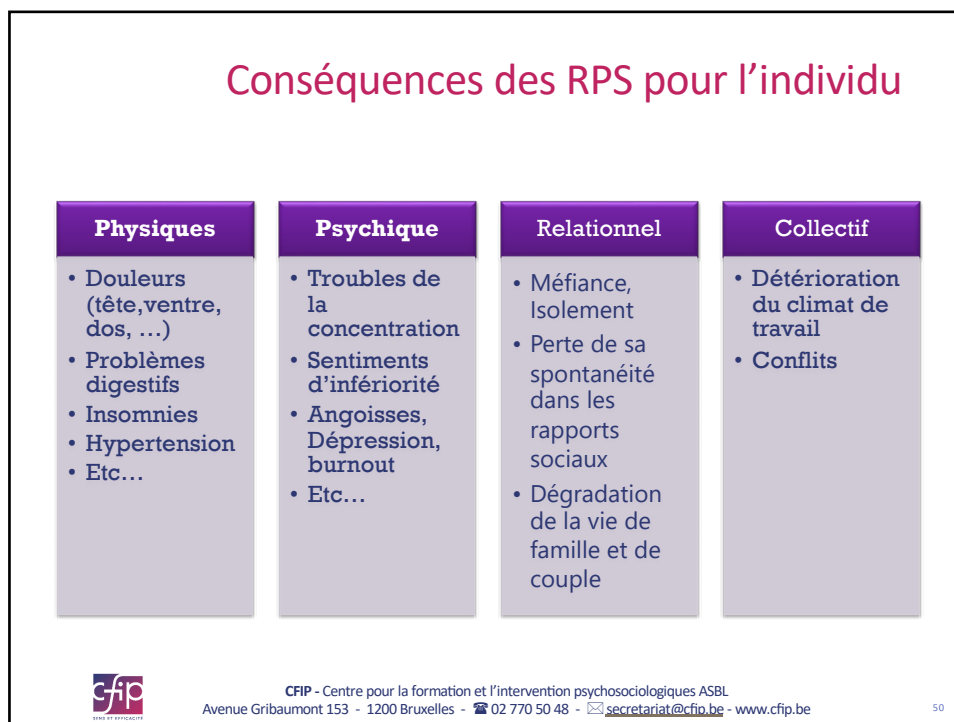 Conséquences des RPS pour l’individu
Physiques
• Douleurs
(tête,ventre,
dos, …)
• Problèmes
digestifs
• Insomnies
• Hypertension
• Etc…
Psychique
• Troubles de
la
concentration
• Sentiments
d’infériorité
• Angoisses,
Dépression,
burnout
• Etc…
Relationnel
• Méfiance,
Isolement
• Perte de sa
spontanéité
dans les
rapports
sociaux
• Dégradation
de la vie de
famille et de
couple
Collectif
• Détérioration
du climat de
travail
• Conflits
cfip
SENS ET EFFICACITÉ
CFIP - Centre pour la formation et l’intervention psychosociologiques ASBL
Avenue Gribaumont 153 - 1200 Bruxelles - ☎ 02 770 50 48 - ✉ secretariat@cfip.be - www.cfip.be
50